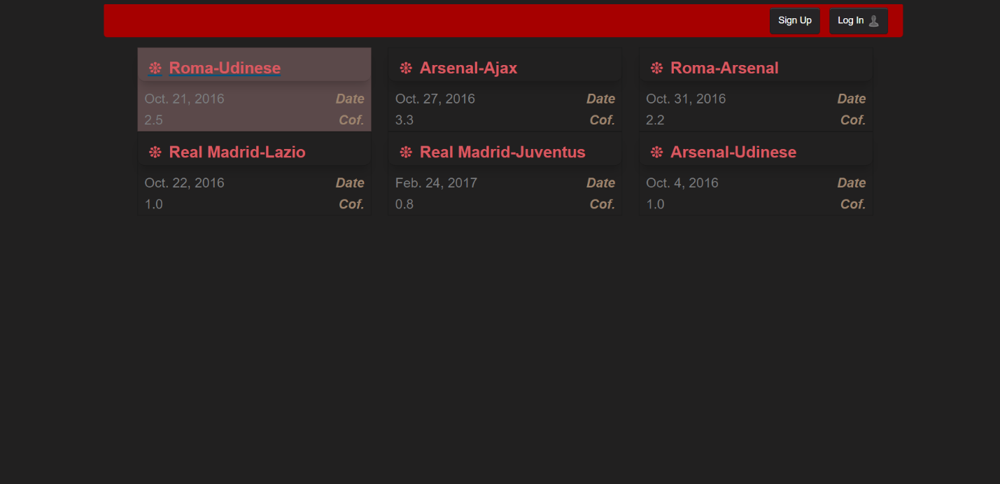 Sign Up Log In
Roma-Udinese
Oct. 21, 2016 Date
2.5 Cof.
Arsenal-Ajax
Oct. 27, 2016 Date
3.3 Cof.
Roma-Arsenal
Oct. 31, 2016 Date
2.2 Cof.
Real Madrid-Lazio
Oct. 22, 2016 Date
1.0 Cof.
Real Madrid-Juventus
Feb. 24, 2017 Date
0.8 Cof.
Arsenal-Udinese
Oct. 4, 2016 Date
1.0 Cof.